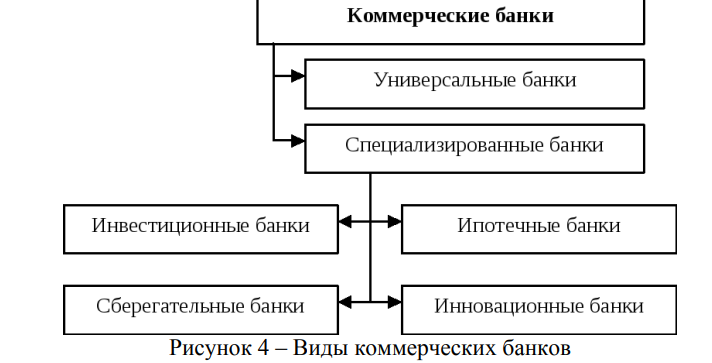 Коммерческие банки
Универсальные банки
Специализированные банки
Инвестиционные банки
Ипотечные банки
Сберегательные банки
Инновационные банки
Рисунок 4 – Виды коммерческих банков